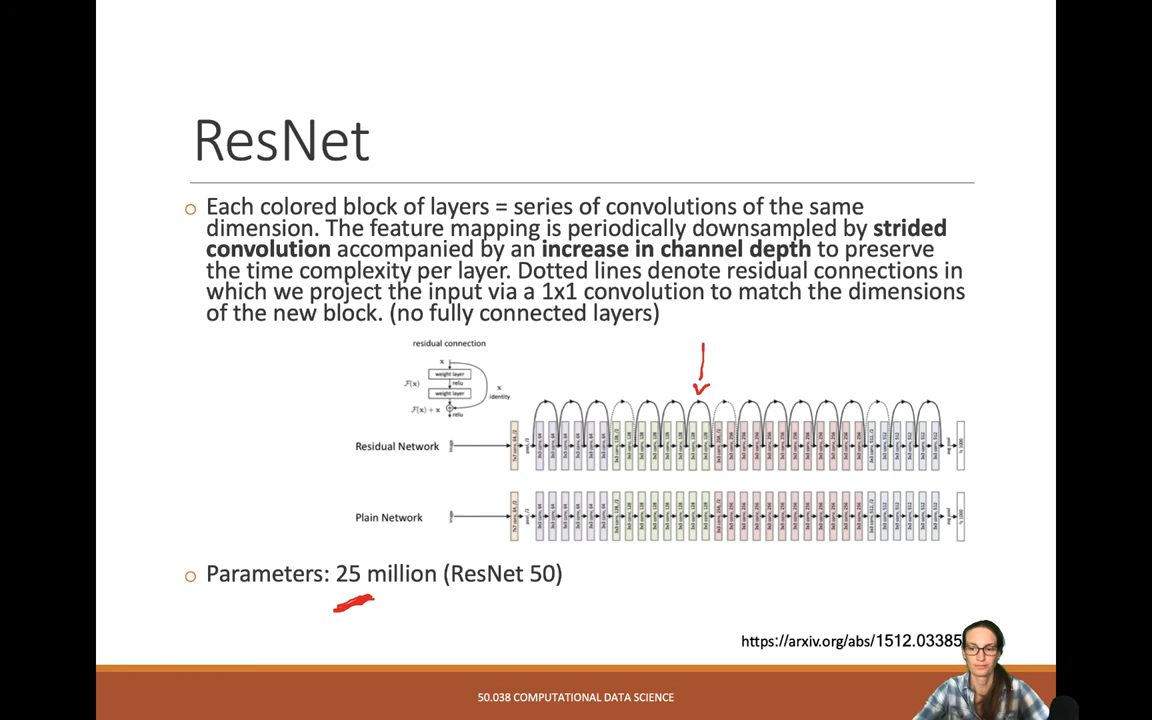 ResNet
Each colored block of layers = series of convolutions of the same
dimension. The feature mapping is periodically downsampled by strided
convolution accompanied by an increase in channel depth to preserve
the time complexity per layer. Dotted lines denote residual connections in
which we project the input via a 1x1 convolution to match the dimensions
of the new block. (no fully connected layers)
residual connection
x
weight layer
F(x)
relu
x
weight layer
identity
F(x) + x
relu
Residual Network
Plain Network
Parameters: 25 million (ResNet 50)
https://arxiv.org/abs/1512.03385
50.038 COMPUTATIONAL DATA SCIENCE